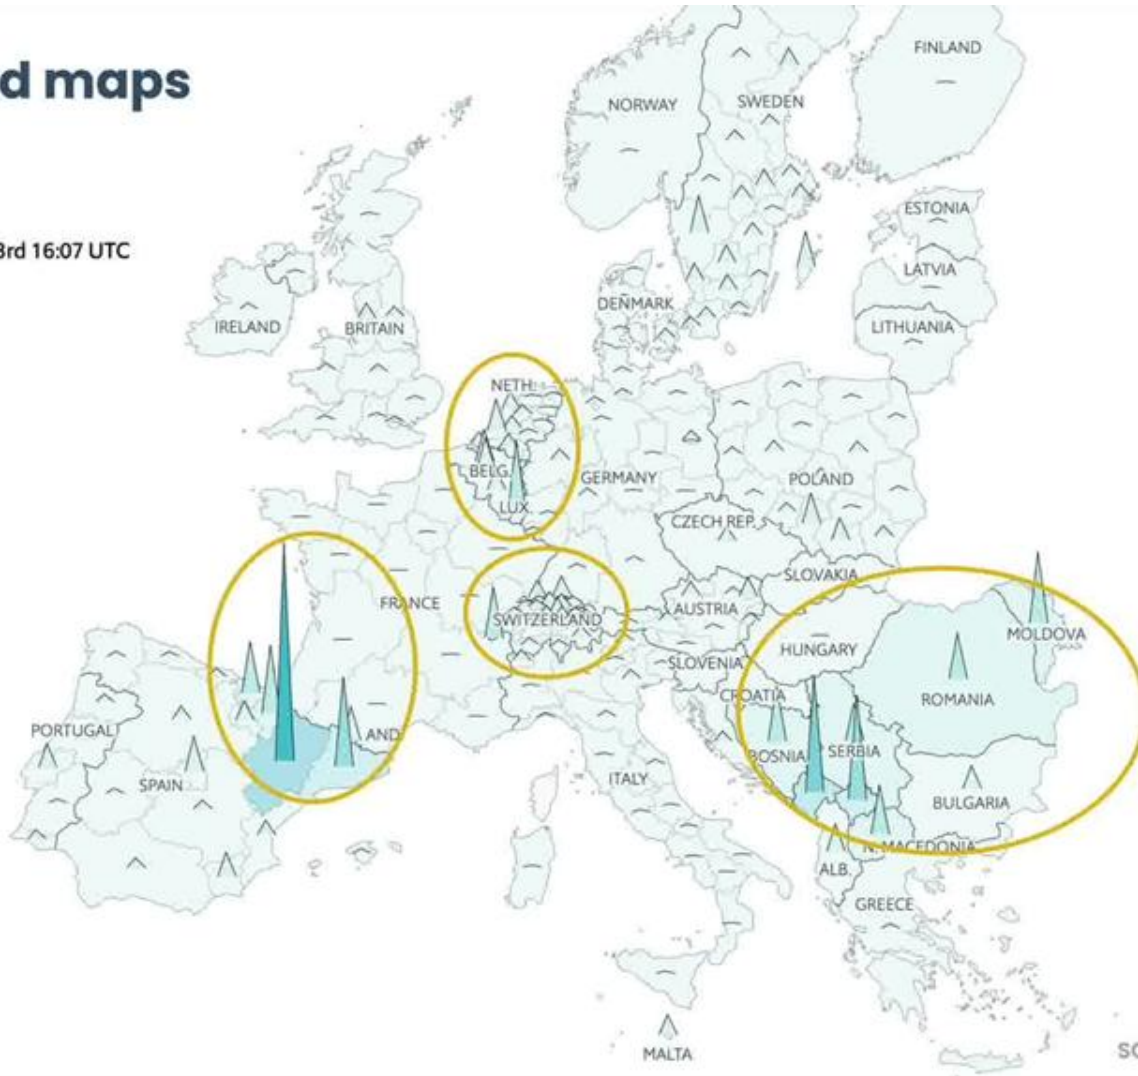 d maps
3rd 16:07 UTC
FINLAND
NORWAY
SWEDEN
ESTONIA
LATVIA
LITHUANIA
DENMARK
IRELAND
BRITAIN
NETH.
BELG.
LUX.
GERMANY
POLAND
CZECH REP.
SLOVAKIA
FRANCE
SWITZERLAND
AUSTRIA
SLOVENIA
HUNGARY
MOLDOVA
CROATIA
ROMANIA
BOSNIA
SERBIA
BULGARIA
N. MACEDONIA
ALB.
GREECE
PORTUGAL
SPAIN
AND
ITALY
MALTA